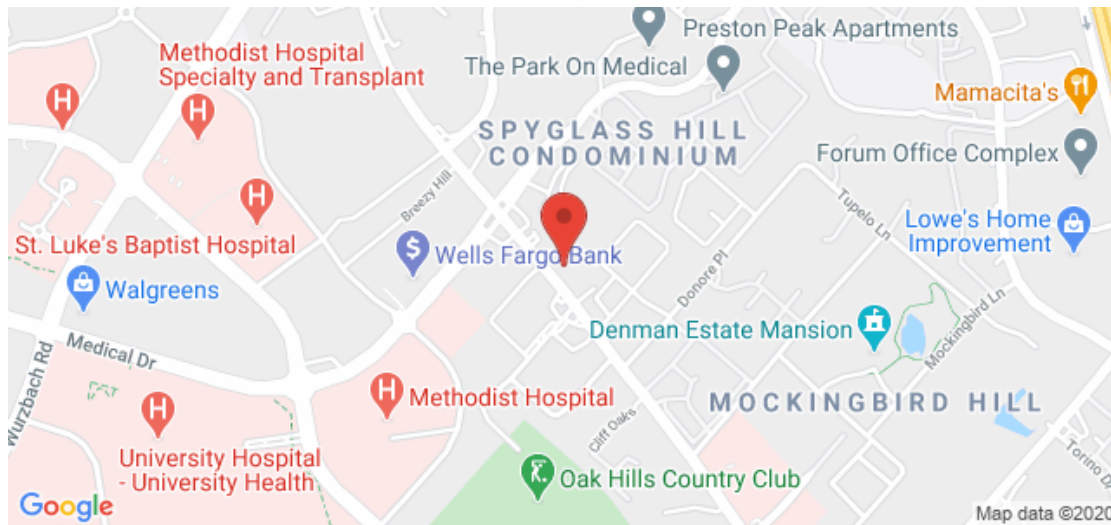 Preston Peak Apartments
Methodist Hospital
Specialty and Transplant
The Park On Medical
Mamacita's
SPYGLASS HILL
CONDOMINIUM
Forum Office Complex
Breezy Hill
Tupelo Ln
St. Luke's Baptist Hospital
Lowe's Home
Improvement
Wells Fargo Bank
Donore Pl
Walgreens
Denman Estate Mansion
Mockingbird Ln
Medical Dr
Wurzbach Rd
Methodist Hospital
MOCKINGBIRD HILL
Cliff Oaks
University Hospital
- University Health
Oak Hills Country Club
Torino D
Google
Map data ©2020